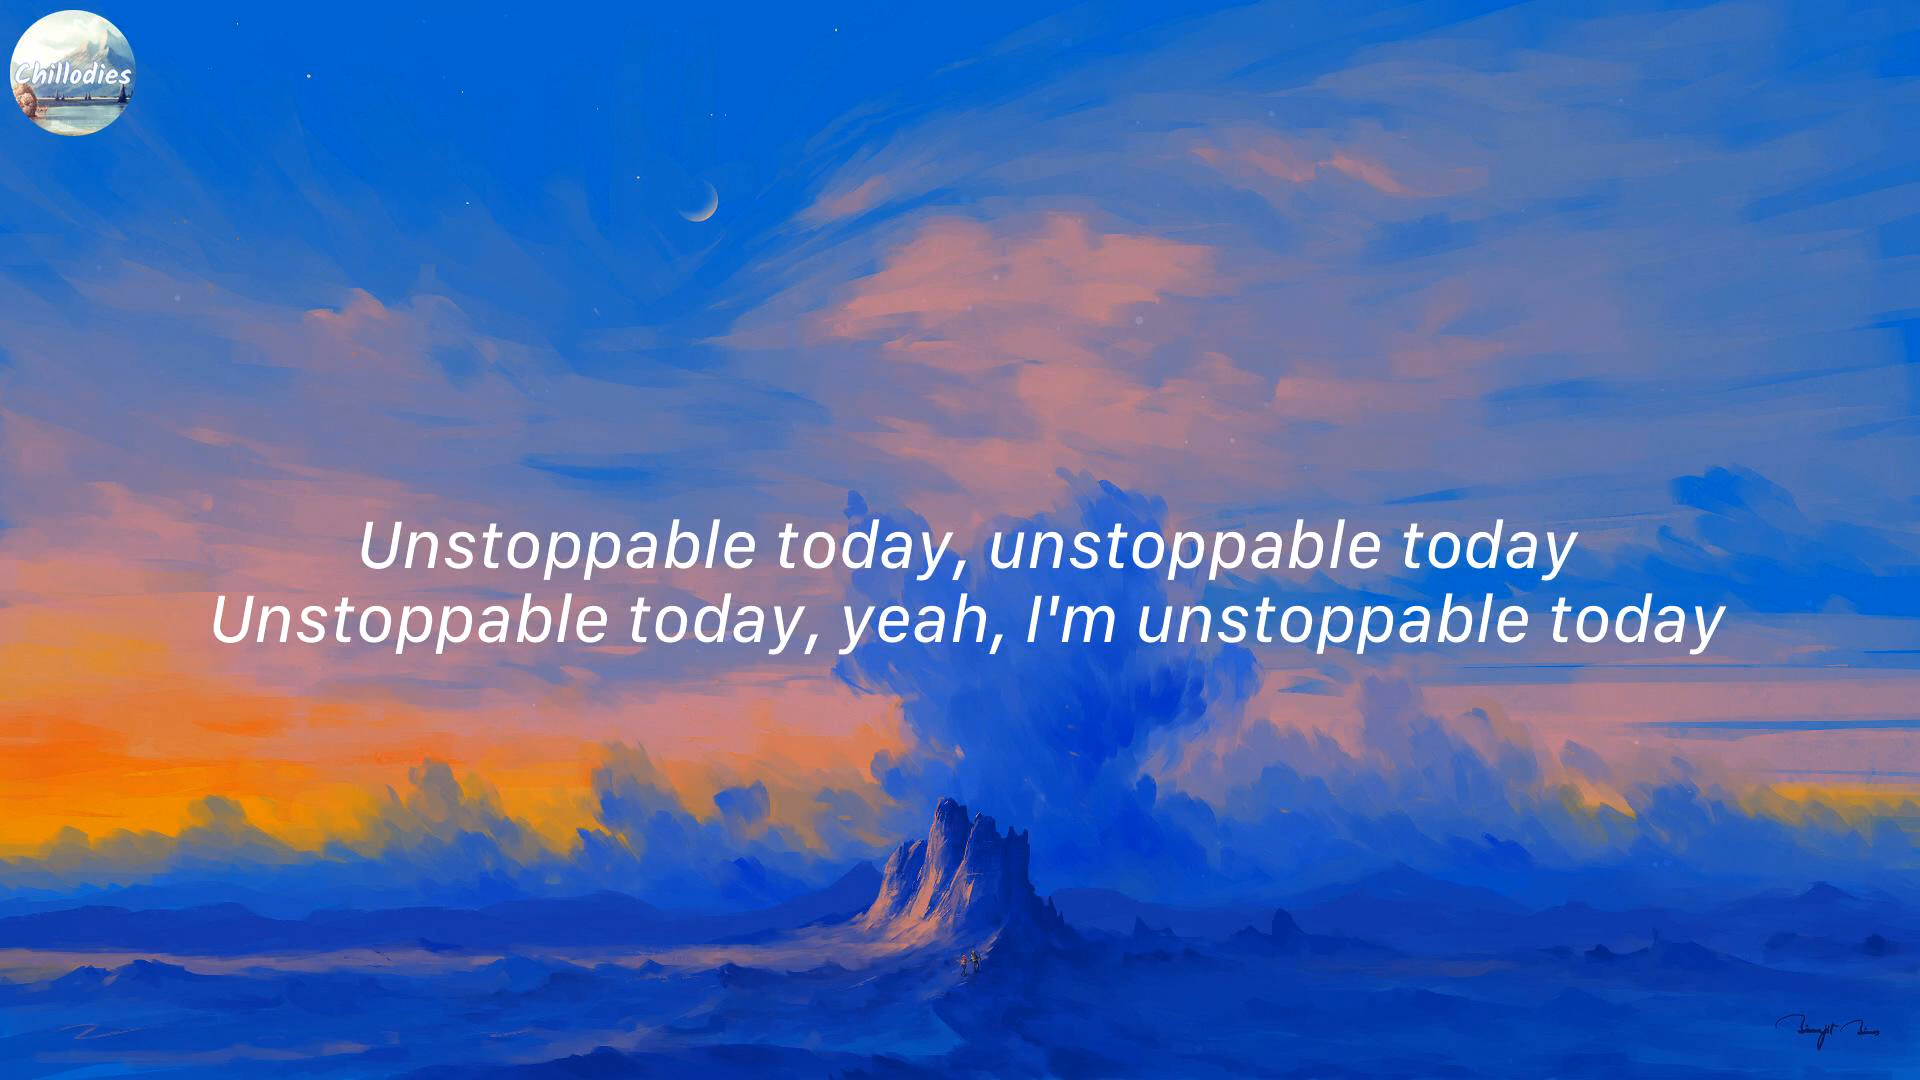 Chillodies
Unstoppable today, unstoppable today
Unstoppable today, yeah, I'm unstoppable today